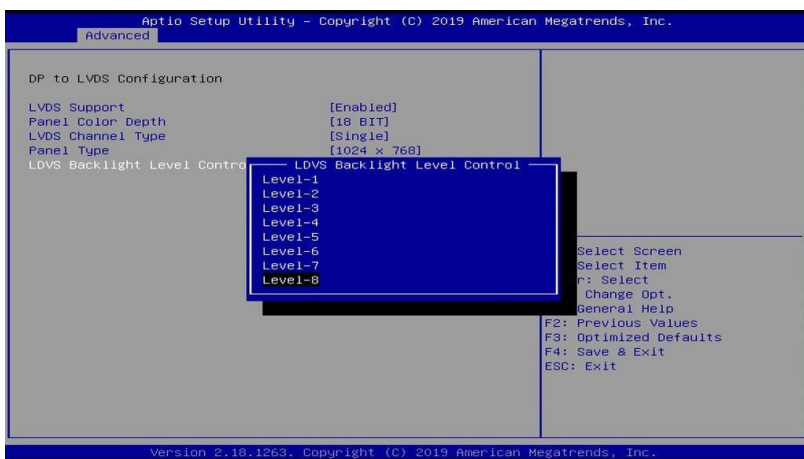 Aptio Setup Utility – Copyright (C) 2019 American Megatrends, Inc.
Advanced
DP to LVDS Configuration
LVDS Support [Enabled]
Panel Color Depth [18 BIT]
LVDS Channel Type [Single]
Panel Type [1024 x 768]
LDVS Backlight Level Contro
LDVS Backlight Level Control
Level-1
Level-2
Level-3
Level-4
Level-5
Level-6
Level-7
Level-8
Select Screen
Select Item
r: Select
Change Opt.
General Help
F2: Previous Values
F3: Optimized Defaults
F4: Save & Exit
ESC: Exit
Version 2.18.1263. Copyright (C) 2019 American Megatrends, Inc.